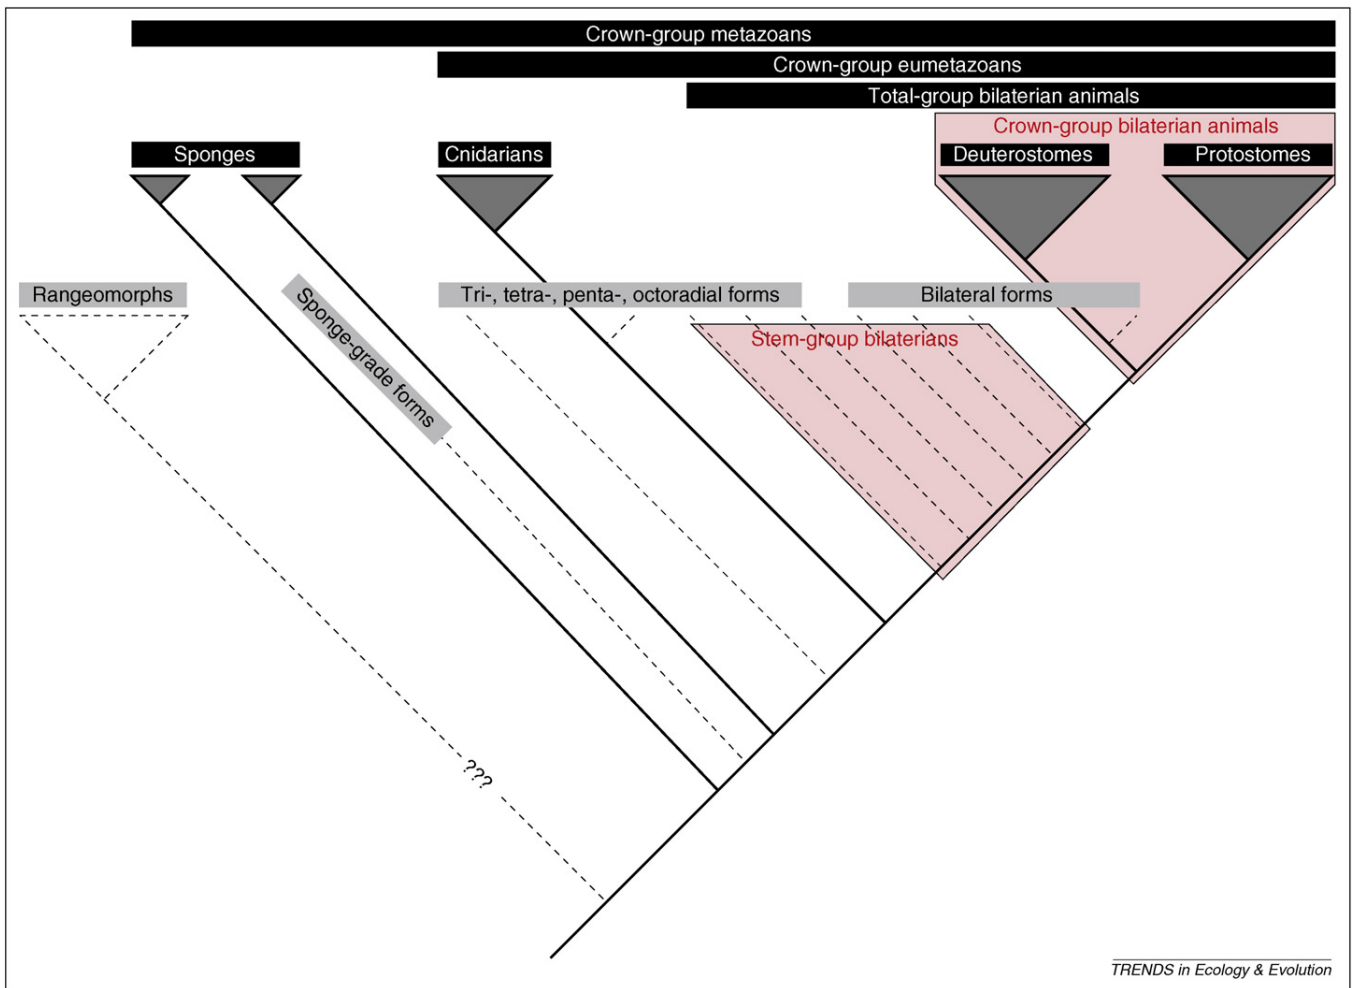 Crown-group metazoans
Crown-group eumetazoans
Total-group bilaterian animals
Crown-group bilaterian animals
Sponges
Cnidarians
Deuterostomes
Protostomes
Rangeomorphs
Sponge-grade forms
Tri-, tetra-, penta-, octoradial forms
Bilateral forms
Stem-group bilaterians
???
TRENDS in Ecology & Evolution